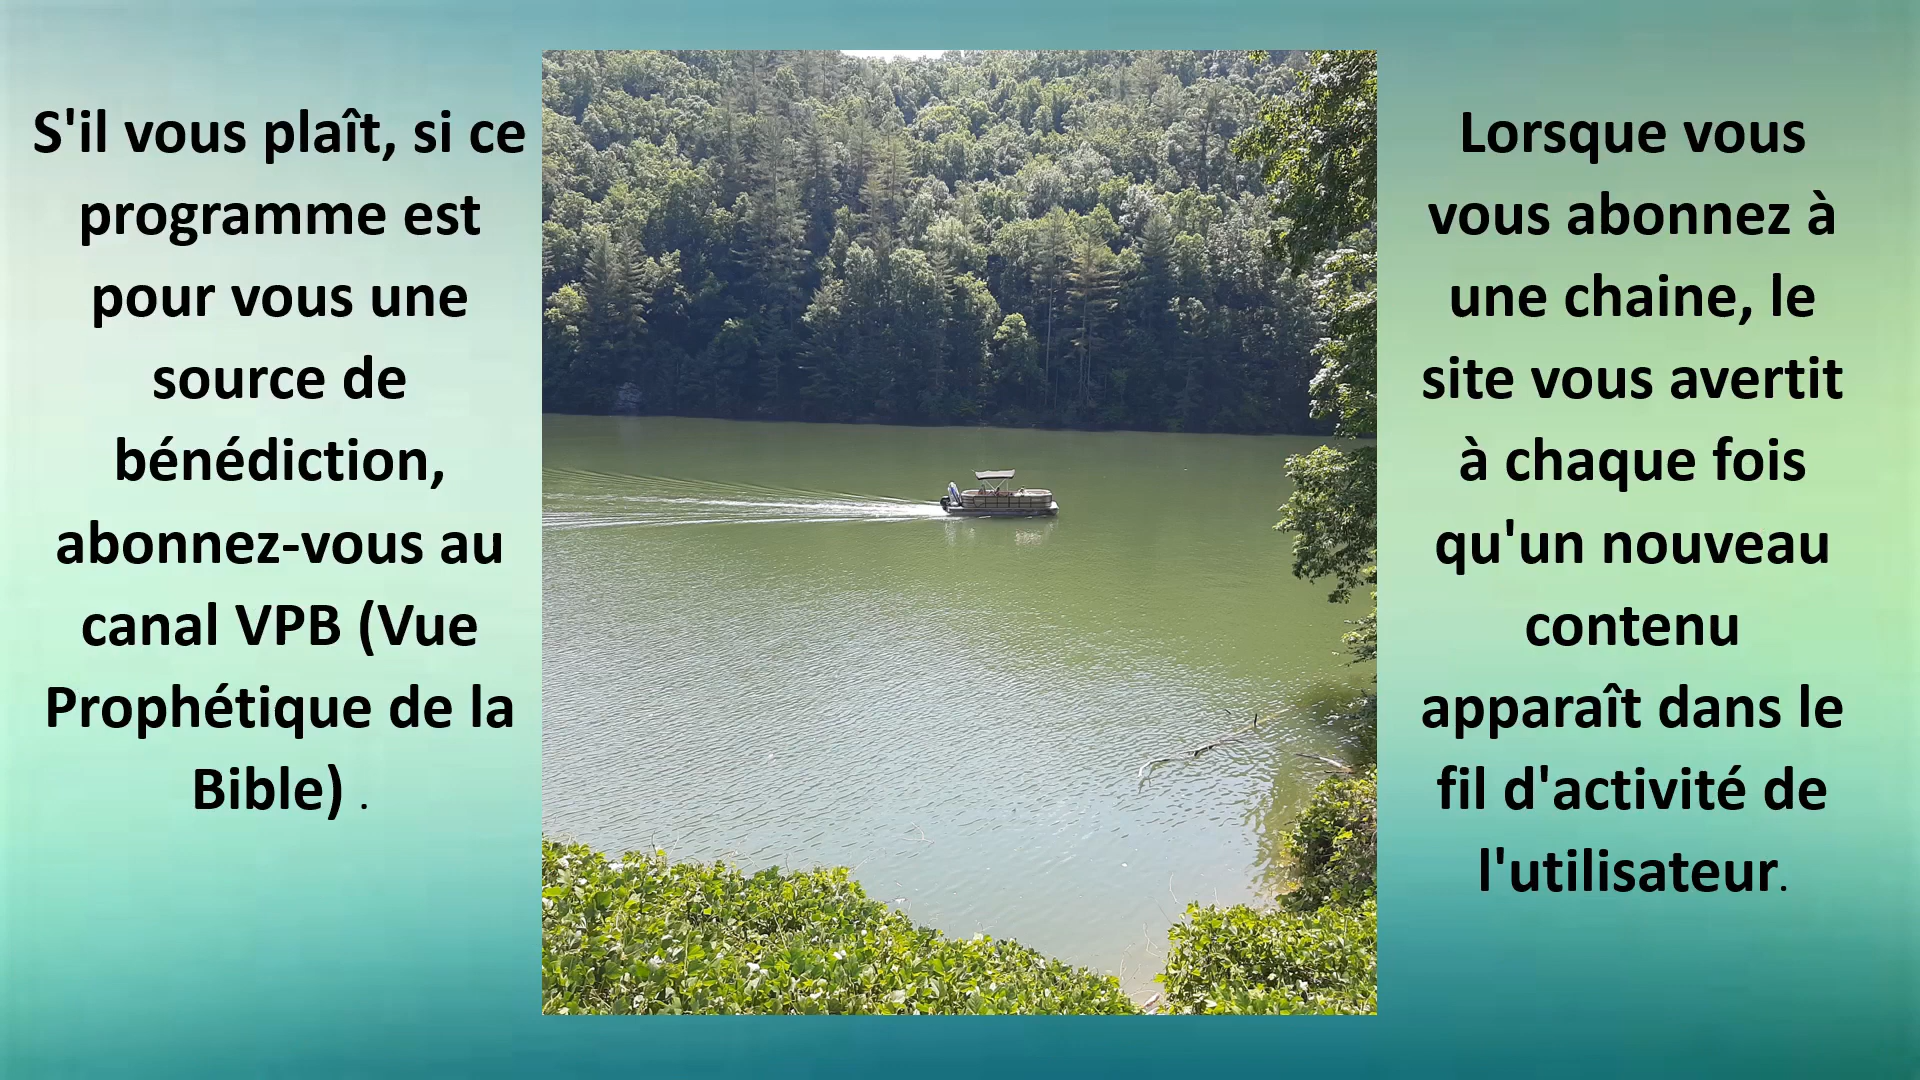 S'il vous plaît, si ce
programme est
pour vous une
source de
bénédiction,
abonnez-vous au
canal VPB (Vue
Prophétique de la
Bible) .
Lorsque vous
vous abonnez à
une chaine, le
site vous avertit
à chaque fois
qu'un nouveau
contenu
apparaît dans le
fil d'activité de
l'utilisateur.